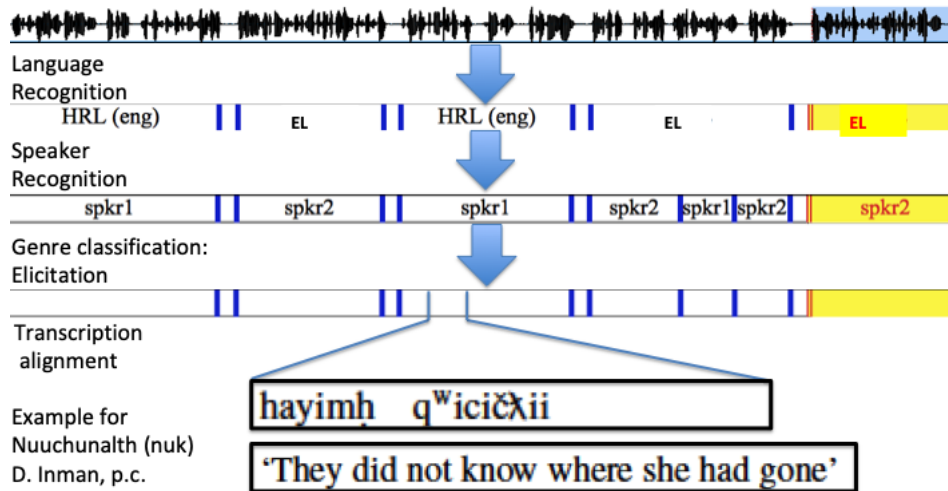 Language
Recognition
HRL (eng) EL HRL (eng) EL EL
Speaker
Recognition
spkr1 spkr2 spkr1 spkr2 spkr1 spkr2 spkr2
Genre classification:
Elicitation
Transcription
alignment
hayimḥ qʷicičƛii
Example for
Nuuchunalth (nuk)
D. Inman, p.c.
‘They did not know where she had gone’